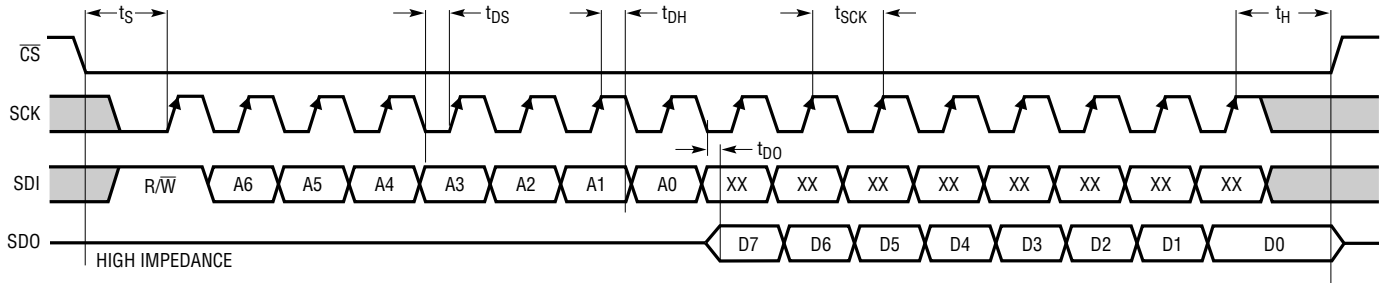 tS tDS tDH tSCK tH
CS
SCK
tDO
SDI R/W A6 A5 A4 A3 A2 A1 A0 XX XX XX XX XX XX XX XX
SDO D7 D6 D5 D4 D3 D2 D1 D0
HIGH IMPEDANCE